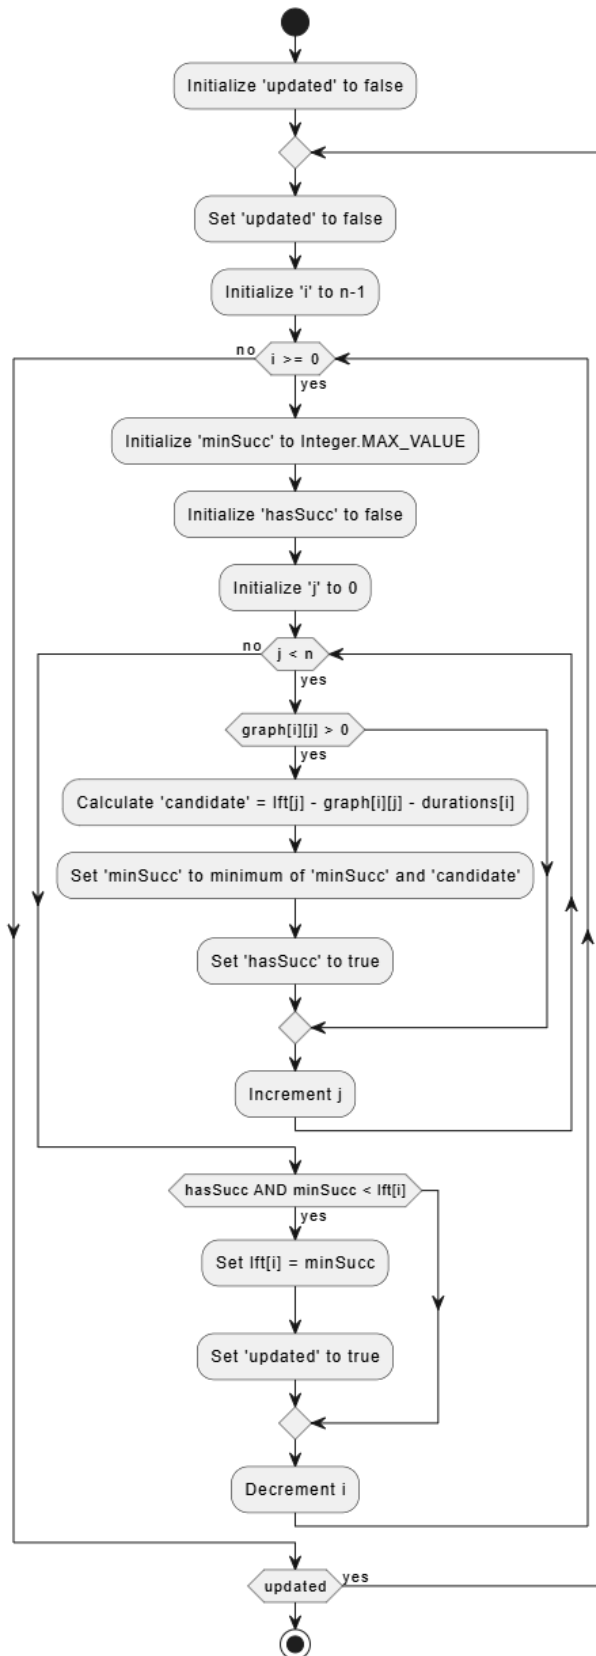 Initialize 'updated' to false
Set 'updated' to false
Initialize 'i' to n-1
no
i >= 0
yes
Initialize 'minSucc' to Integer.MAX_VALUE
Initialize 'hasSucc' to false
Initialize 'j' to 0
no
j < n
yes
graph[i][j] > 0
yes
Calculate 'candidate' = lft[j] - graph[i][j] - durations[i]
Set 'minSucc' to minimum of 'minSucc' and 'candidate'
Set 'hasSucc' to true
Increment j
hasSucc AND minSucc < lft[i]
yes
Set lft[i] = minSucc
Set 'updated' to true
Decrement i
updated
yes